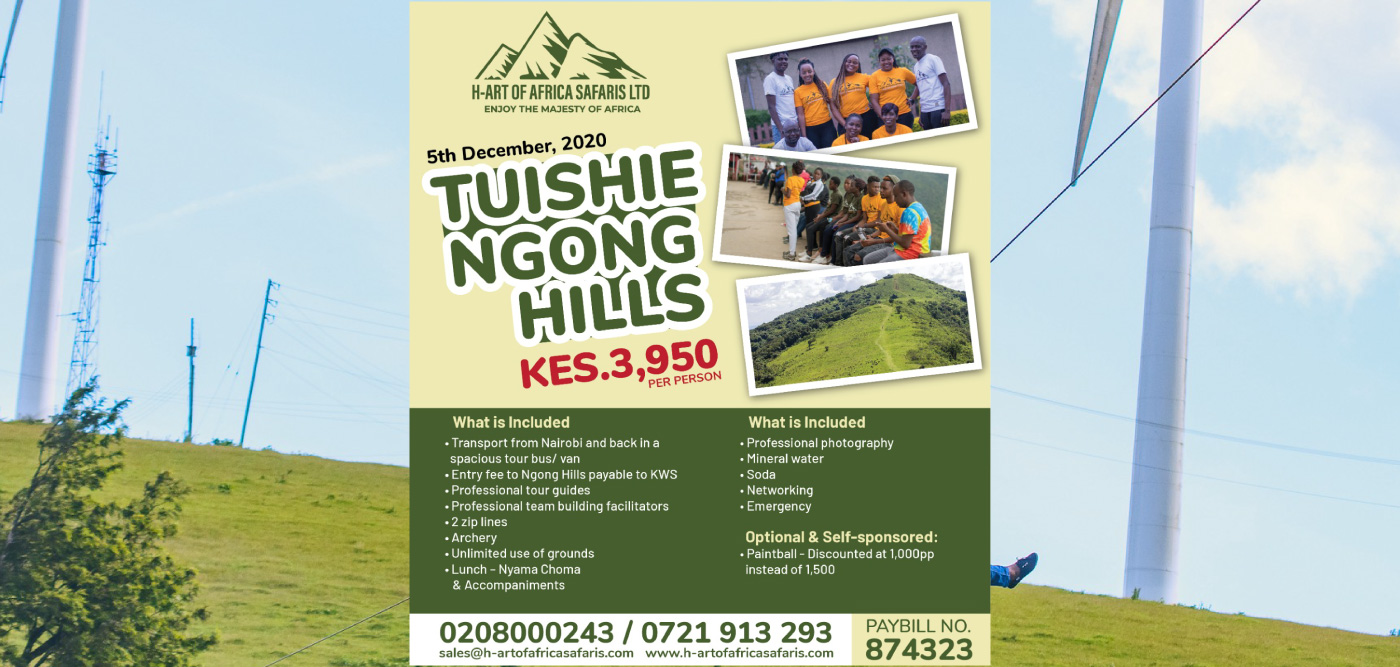 H-ART OF AFRICA SAFARIS LTD
ENJOY THE MAJESTY OF AFRICA
5th December, 2020
TUISHIE
NGONG
HILLS
KES.3,950
PER PERSON
What is Included
• Transport from Nairobi and back in a
spacious tour bus/ van
• Entry fee to Ngong Hills payable to KWS
• Professional tour guides
• Professional team building facilitators
• 2 zip lines
• Archery
• Unlimited use of grounds
• Lunch – Nyama Choma
& Accompaniments
What is Included
• Professional photography
• Mineral water
• Soda
• Networking
• Emergency
Optional & Self-sponsored:
• Paintball - Discounted at 1,000pp
instead of 1,500
0208000243 / 0721 913 293
sales@h-artofafricasafaris.com www.h-artofafricasafaris.com
PAYBILL NO.
874323